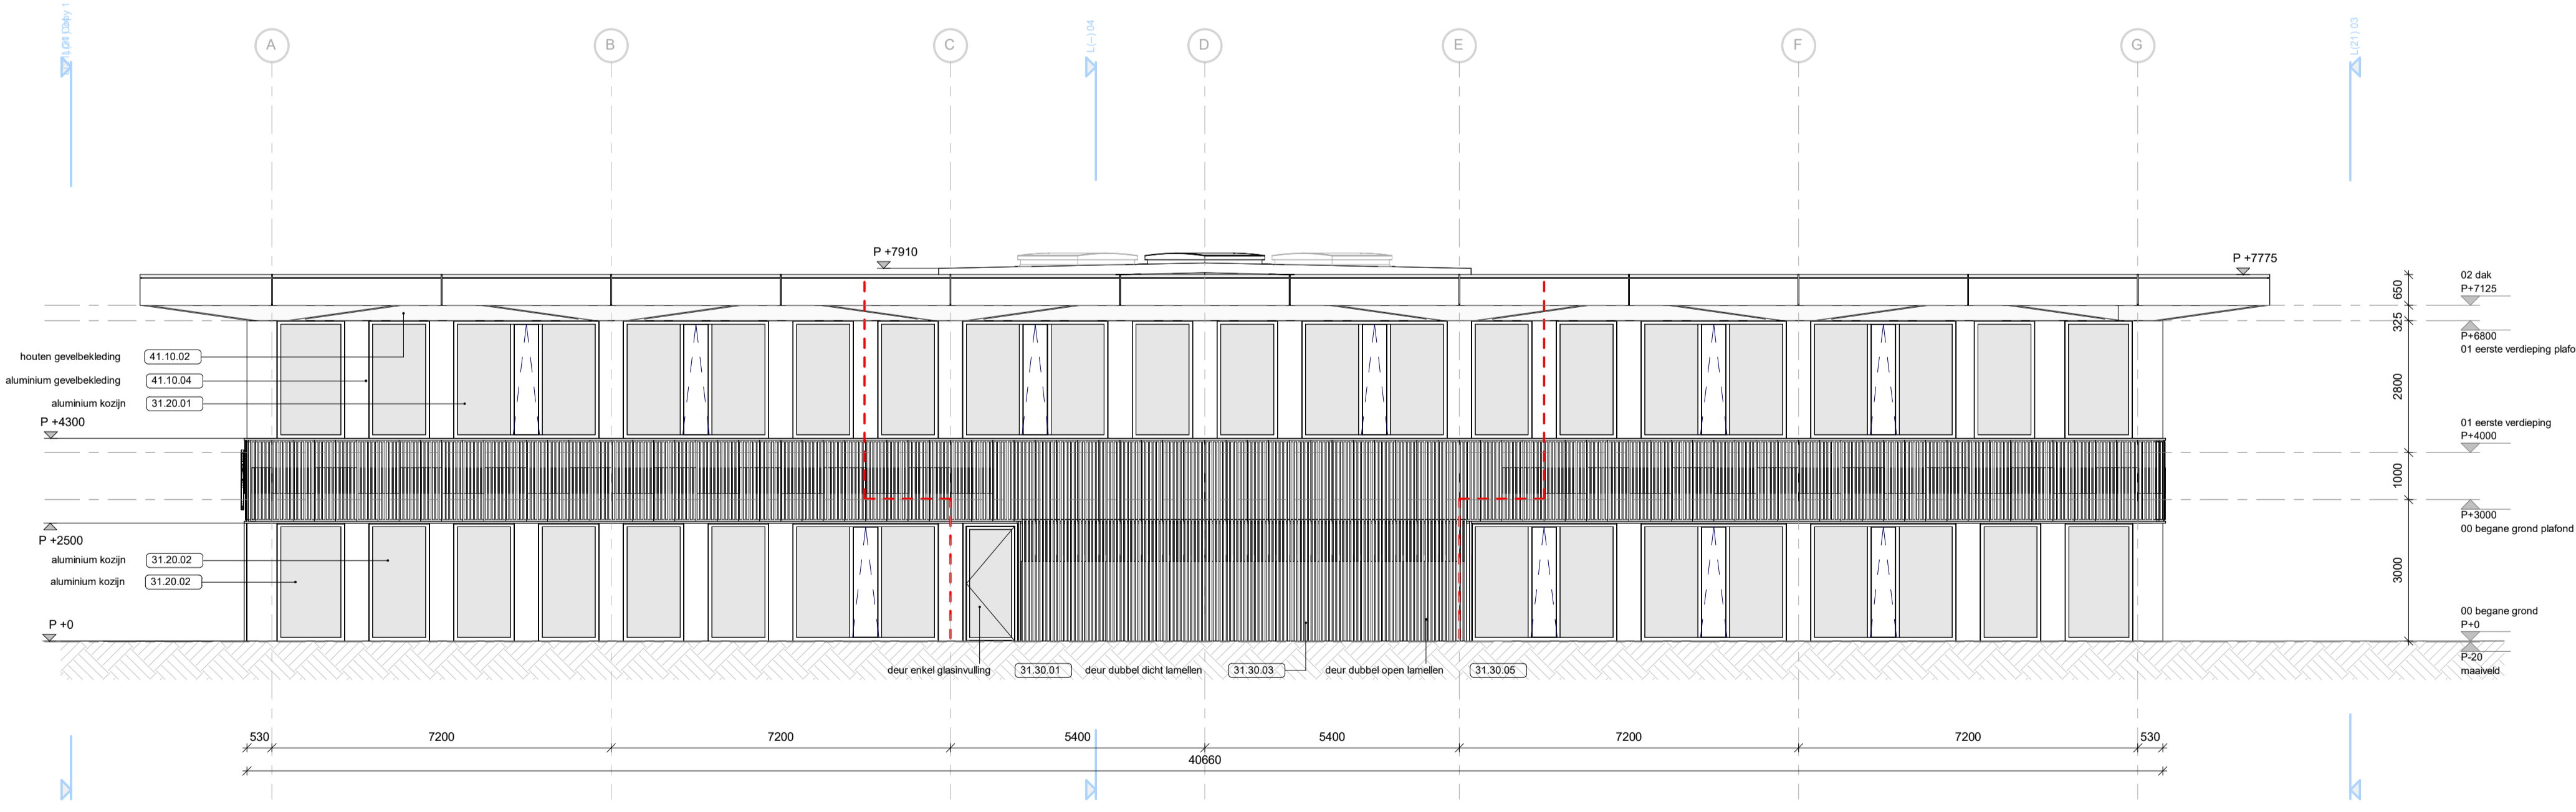 L(-) 04
L(21) 03
A
B
C
D
E
F
G
P +7910
P +7775
02 dak
P+7125
650
325
P+6800
01 eerste verdieping plafo
houten gevelbekleding 41.10.02
aluminium gevelbekleding 41.10.04
aluminium kozijn 31.20.01
2800
P +4300
01 eerste verdieping
P+4000
1000
P+3000
00 begane grond plafond
P +2500
aluminium kozijn 31.20.02
aluminium kozijn 31.20.02
3000
00 begane grond
P +0
P+0
P-20
maaiveld
deur enkel glasinvulling 31.30.01 deur dubbel dicht lamellen 31.30.03 deur dubbel open lamellen 31.30.05
530 7200 7200 5400 5400 7200 7200 530
40660